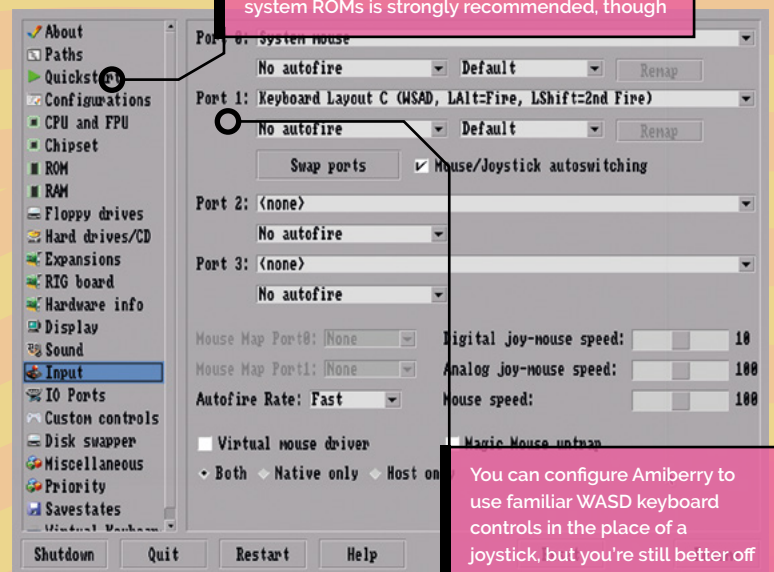 system ROMs is strongly recommended, though
About
Paths
Quickstart
Configurations
CPU and FPU
Chipset
ROM
RAM
Floppy drives
Hard drives/CD
Expansions
RTG board
Hardware info
Display
Sound
Input
IO Ports
Custom controls
Disk swapper
Miscellaneous
Priority
Savestates
Port 0: System mouse
No autofire Default Remap
Port 1: Keyboard Layout C (WSAD, LAlt=Fire, LShift=2nd Fire)
No autofire Default Remap
Swap ports Mouse/Joystick autoswitching
Port 2: <none>
No autofire
Port 3: <none>
No autofire
Mouse Map Port0: None Digital joy-mouse speed: 10
Mouse Map Port1: None Analog joy-mouse speed: 100
Autofire Rate: Fast Mouse speed: 100
Virtual mouse driver Magic Mouse untrap
Both Native only Host only
You can configure Amiberry to
use familiar WASD keyboard
controls in the place of a
joystick, but you're still better off
Shutdown Quit Restart Help